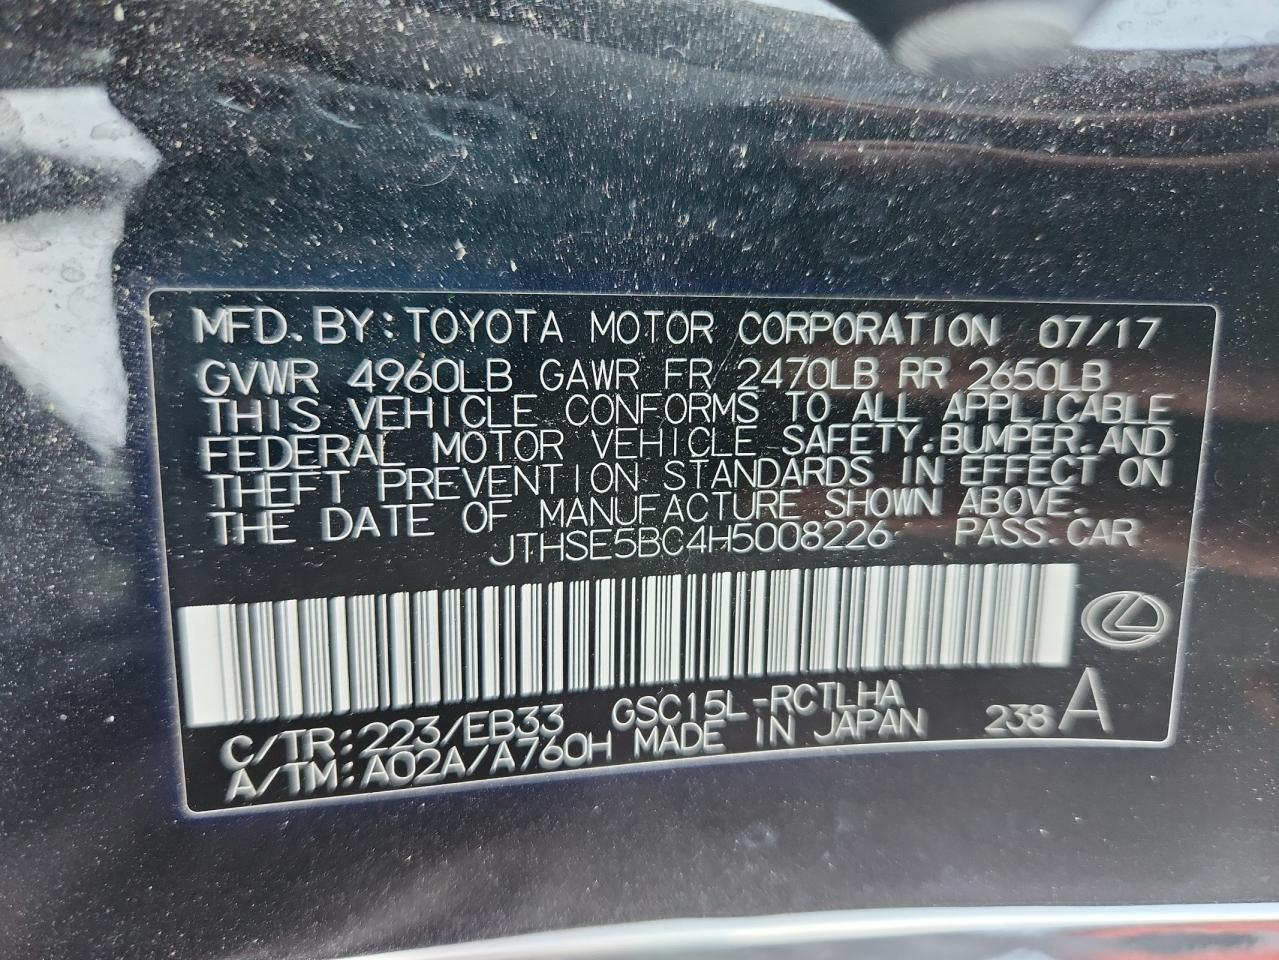 MFD. BY: TOYOTA MOTOR CORPORATION 07/17
GVWR 4960LB GAWR FR 2470LB RR 2650LB
THIS VEHICLE CONFORMS TO ALL APPLICABLE
FEDERAL MOTOR VEHICLE SAFETY, BUMPER, AND
THEFT PREVENTION STANDARDS IN EFFECT ON
THE DATE OF MANUFACTURE SHOWN ABOVE.
JTHSE5BC4H5008226 PASS. CAR
C/TR: 223/EB33 GSC15L-RCTLHA
A/TM: A02A/A760H MADE IN JAPAN 238 A